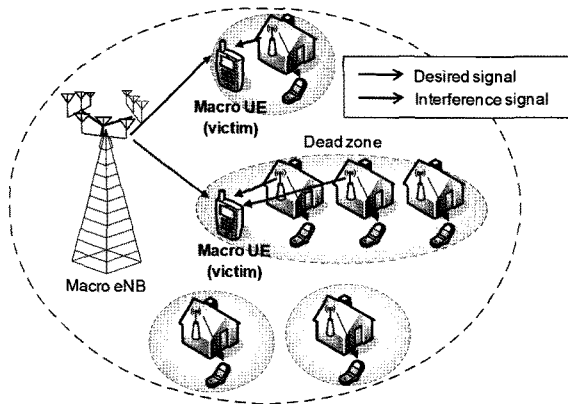 Desired signal
Interference signal
Macro UE
(victim)
Dead zone
Macro UE
(victim)
Macro eNB